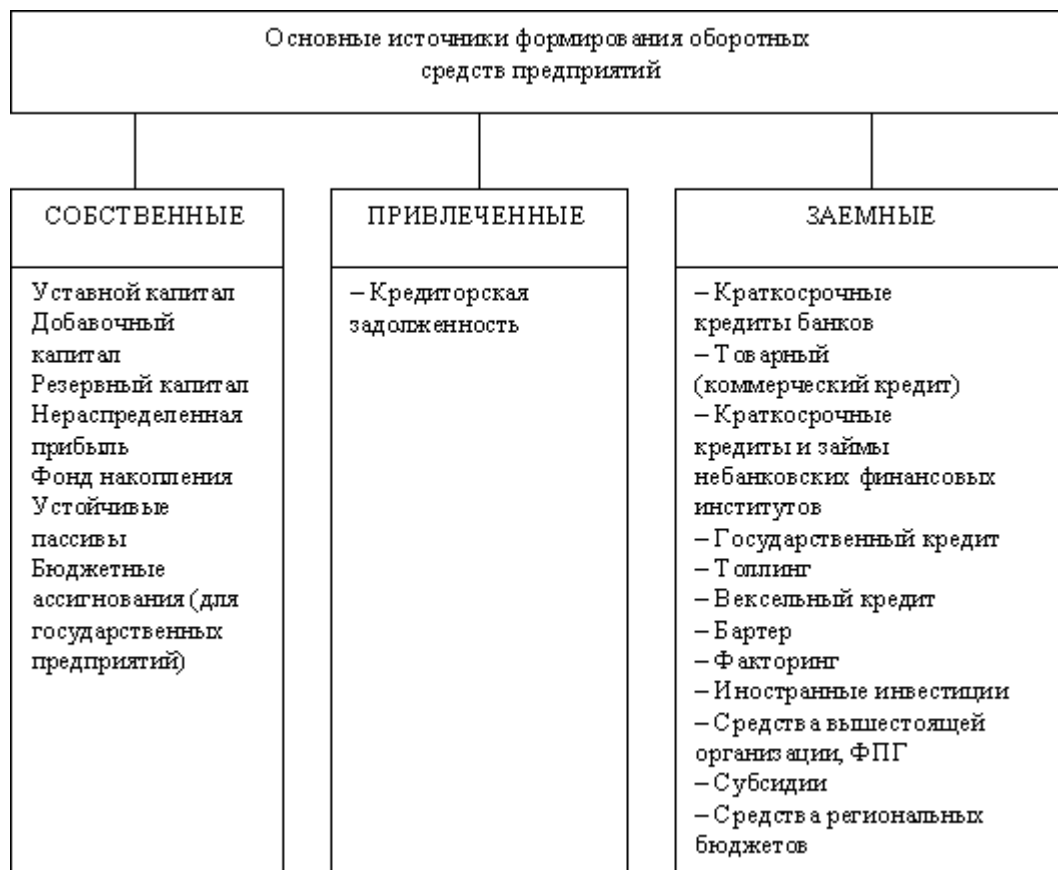 Основные источники формирования оборотных
средств предприятий
СОБСТВЕННЫЕ
Уставной капитал
Добавочный
капитал
Резервный капитал
Нераспределенная
прибыль
Фонд накопления
Устойчивые
пассивы
Бюджетные
ассигнования (для
государственных
предприятий)
ПРИВЛЕЧЕННЫЕ
– Кредиторская
задолженность
ЗАЕМНЫЕ
– Краткосрочные
кредиты банков
– Товарный
(коммерческий кредит)
– Краткосрочные
кредиты и займы
небанковских финансовых
институтов
– Государственный кредит
– Толлинг
– Вексельный кредит
– Бартер
– Факторинг
– Иностранные инвестиции
– Средства вышестоящей
организации, ФПГ
– Субсидии
– Средства региональных
бюджетов